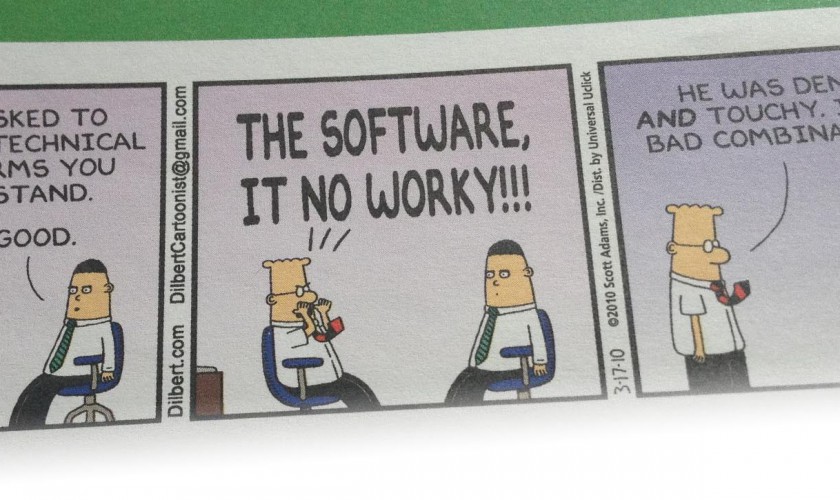 SKED TO
TECHNICAL
RMS YOU
STAND.
GOOD.
Dilbert.com DilbertCartoonist@gmail.com
THE SOFTWARE,
IT NO WORKY!!!
3-17-10 ©2010 Scott Adams, Inc. /Dist. by Universal Uclick
HE WAS DEN
AND TOUCHY.
BAD COMBINA